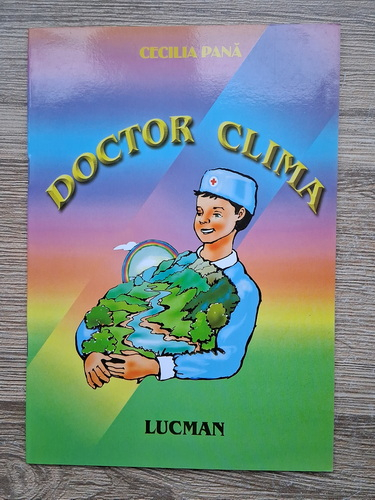 CECILIA PANĂ
DOCTOR CLIMA
LUCMAN